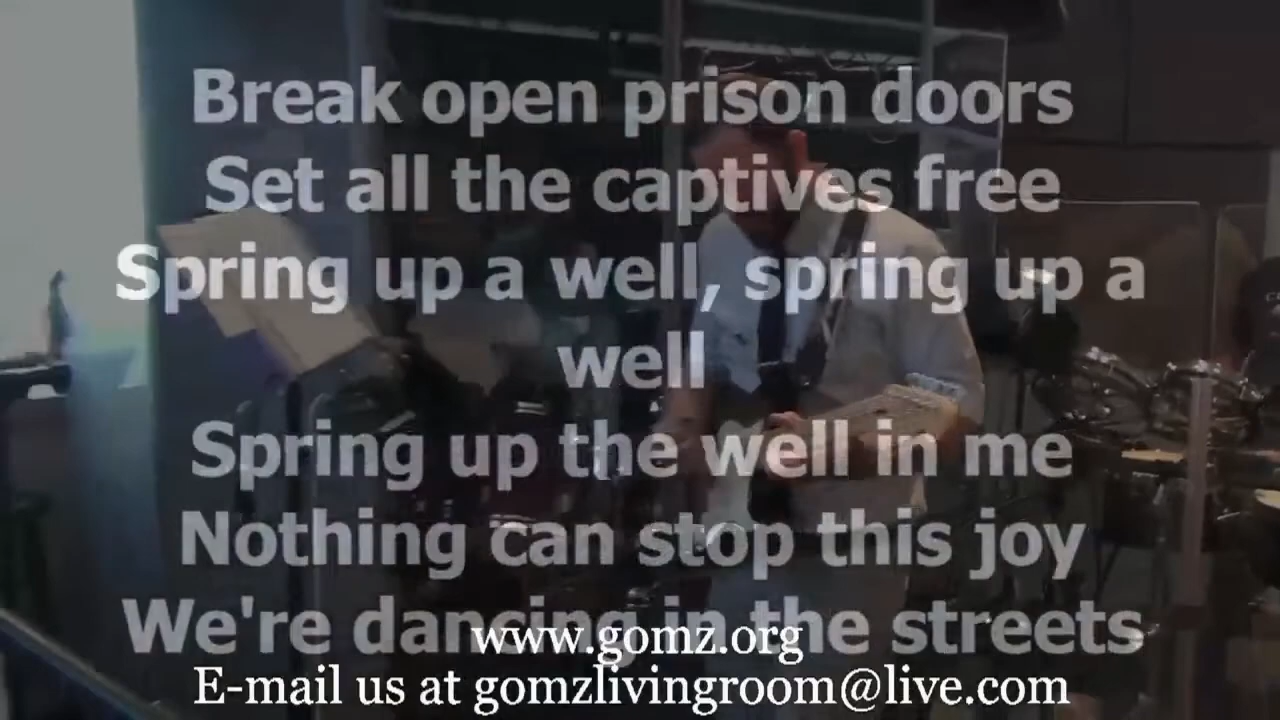 Break open prison doors
Set all the captives free
Spring up a well, spring up a
well
Spring up the well in me
Nothing can stop this joy
We're dancing in the streets
www.gomz.org
E-mail us at gomzlivingroom@live.com